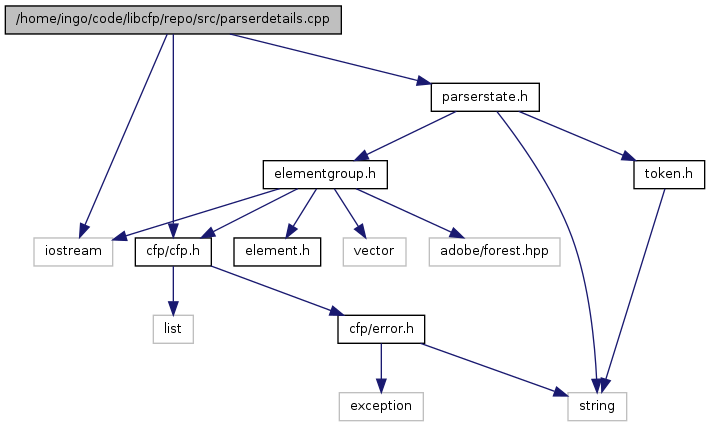 /home/ingo/code/libcfp/repo/src/parserdetails.cpp
parserstate.h
elementgroup.h
token.h
iostream
cfp/cfp.h
element.h
vector
adobe/forest.hpp
list
cfp/error.h
exception
string